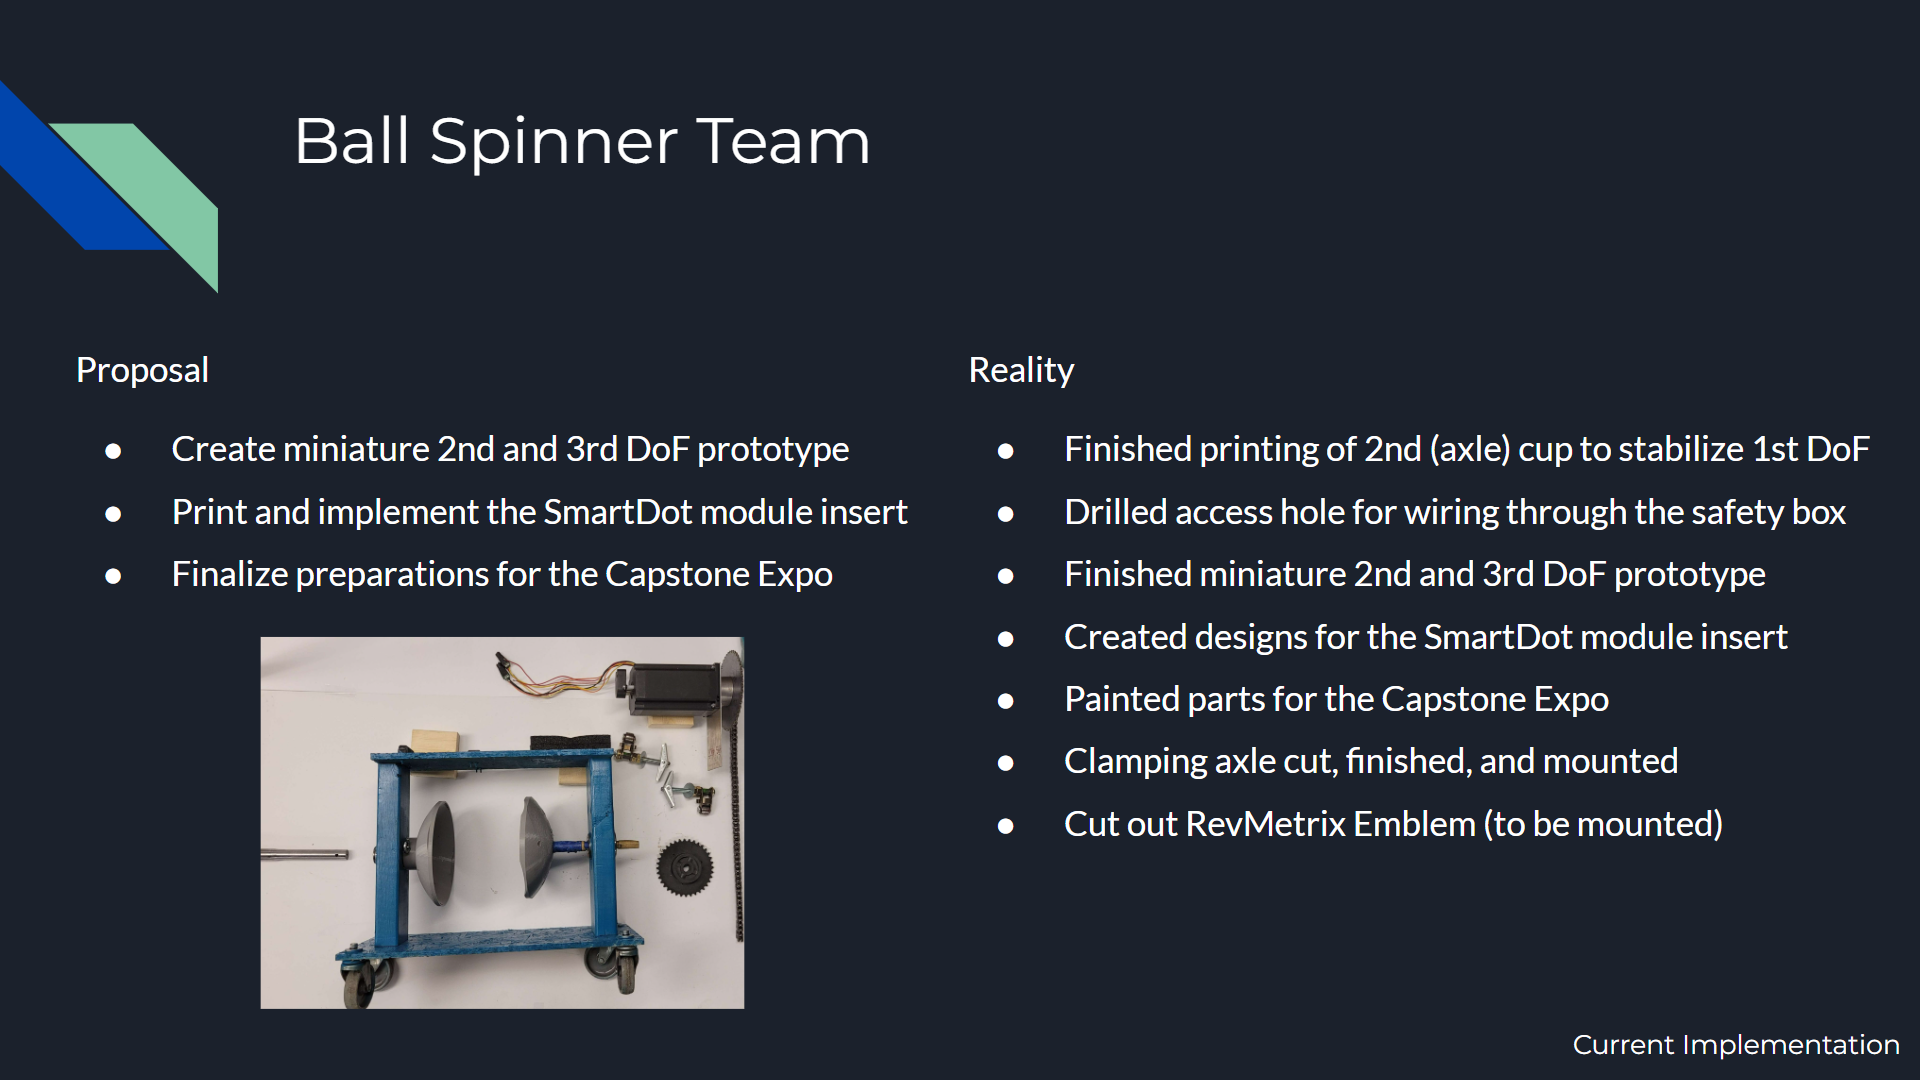 Ball Spinner Team
Proposal
● Create miniature 2nd and 3rd DoF prototype
● Print and implement the SmartDot module insert
● Finalize preparations for the Capstone Expo
Reality
● Finished printing of 2nd (axle) cup to stabilize 1st DoF
● Drilled access hole for wiring through the safety box
● Finished miniature 2nd and 3rd DoF prototype
● Created designs for the SmartDot module insert
● Painted parts for the Capstone Expo
● Clamping axle cut, finished, and mounted
● Cut out RevMetrix Emblem (to be mounted)
Current Implementation